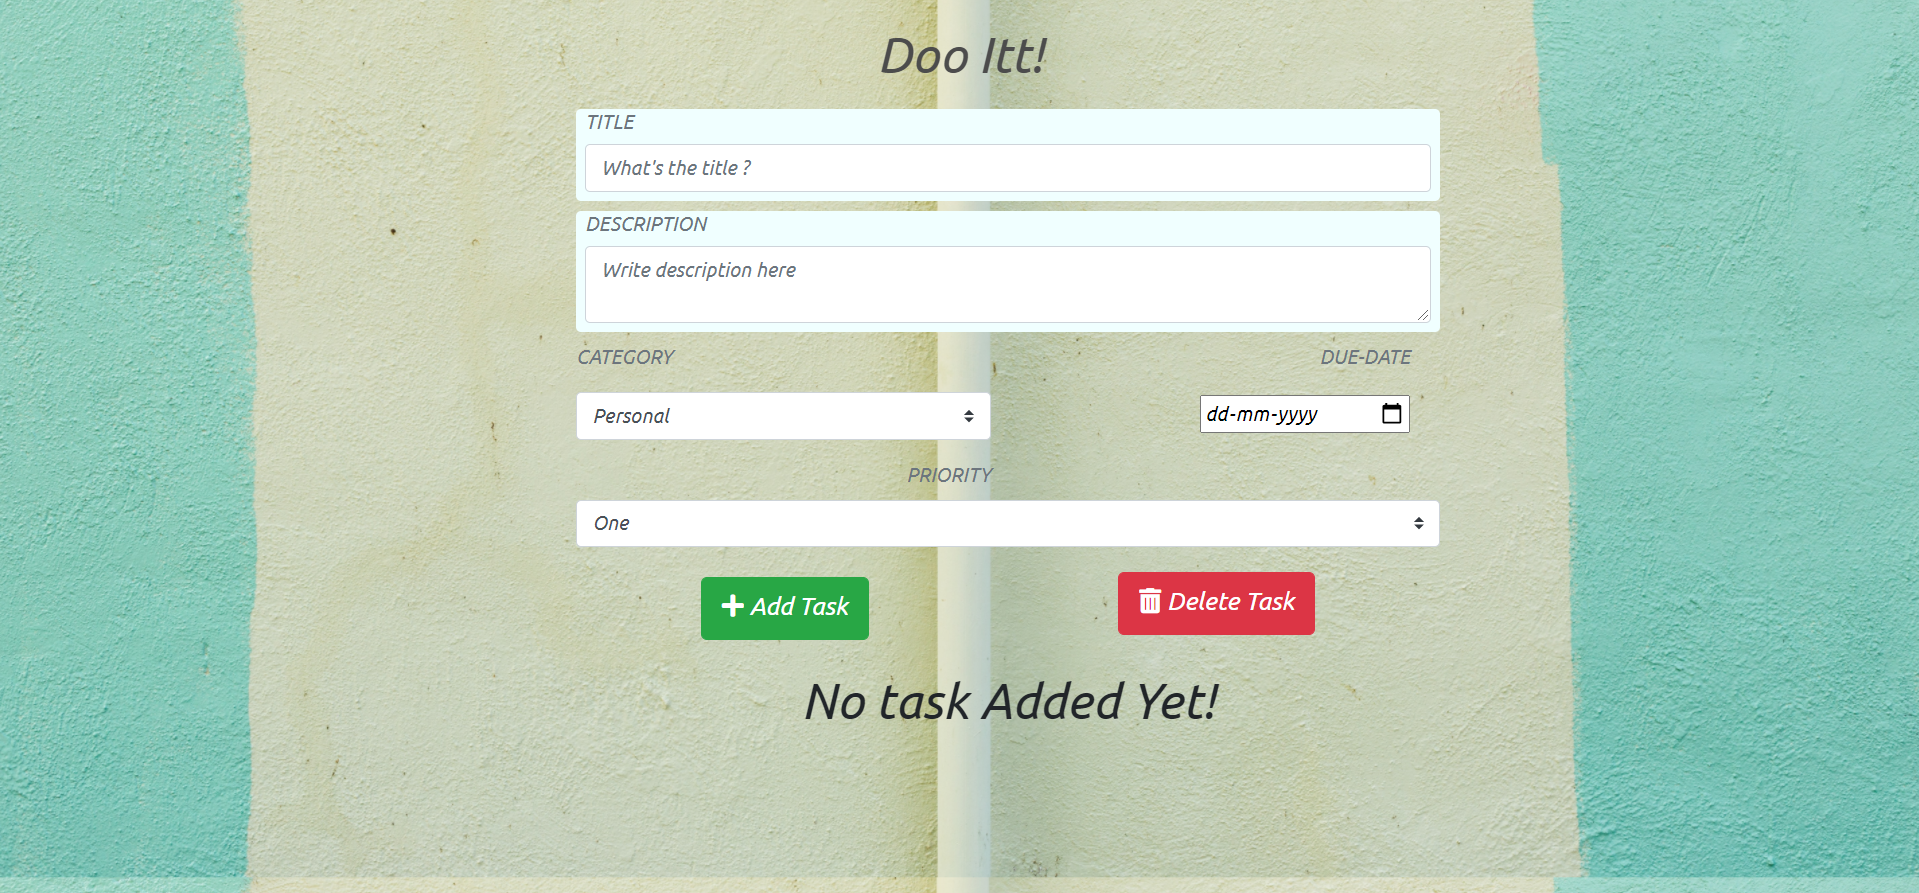 Doo Itt!
TITLE
What's the title ?
DESCRIPTION
Write description here
CATEGORY
DUE-DATE
Personal
dd-mm-yyyy
PRIORITY
One
Add Task
Delete Task
No task Added Yet!